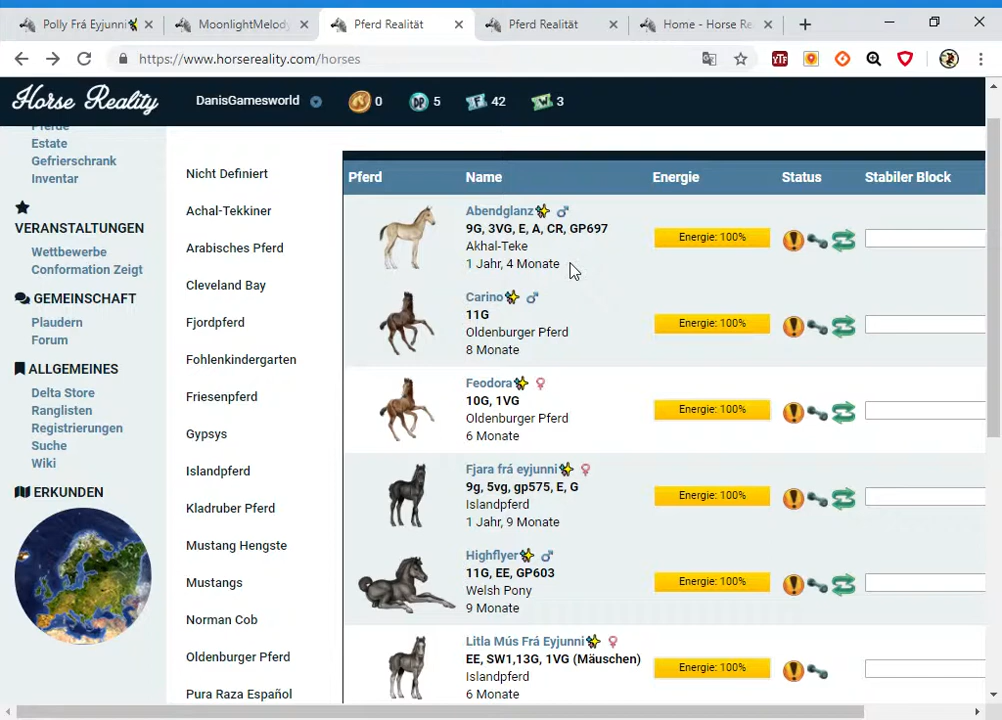 Polly Frá Eyjunni
MoonlightMelody
Pferd Realität
Pferd Realität
Home - Horse Re
https://www.horsereality.com/horses
YTF
Horse Reality
DanisGamesworld
0
DP 5
F 42
W 3
Pferde
Estate
Gefrierschrank
Inventar
VERANSTALTUNGEN
Wettbewerbe
Conformation Zeigt
GEMEINSCHAFT
Plaudern
Forum
ALLGEMEINES
Delta Store
Ranglisten
Registrierungen
Suche
Wiki
ERKUNDEN
Nicht Definiert
Achal-Tekkiner
Arabisches Pferd
Cleveland Bay
Fjordpferd
Fohlenkindergarten
Friesenpferd
Gypsys
Islandpferd
Kladruber Pferd
Mustang Hengste
Mustangs
Norman Cob
Oldenburger Pferd
Pura Raza Español
Pferd Name Energie Status Stabiler Block
Abendglanz
9G, 3VG, E, A, CR, GP697
Akhal-Teke
1 Jahr, 4 Monate
Energie: 100%
Carino
11G
Oldenburger Pferd
8 Monate
Energie: 100%
Feodora
10G, 1VG
Oldenburger Pferd
6 Monate
Energie: 100%
Fjara frá eyjunni
9g, 5vg, gp575, E, G
Islandpferd
1 Jahr, 9 Monate
Energie: 100%
Highflyer
11G, EE, GP603
Welsh Pony
9 Monate
Energie: 100%
Litla Mús Frá Eyjunni
EE, SW1,13G, 1VG (Mäuschen)
Islandpferd
6 Monate
Energie: 100%